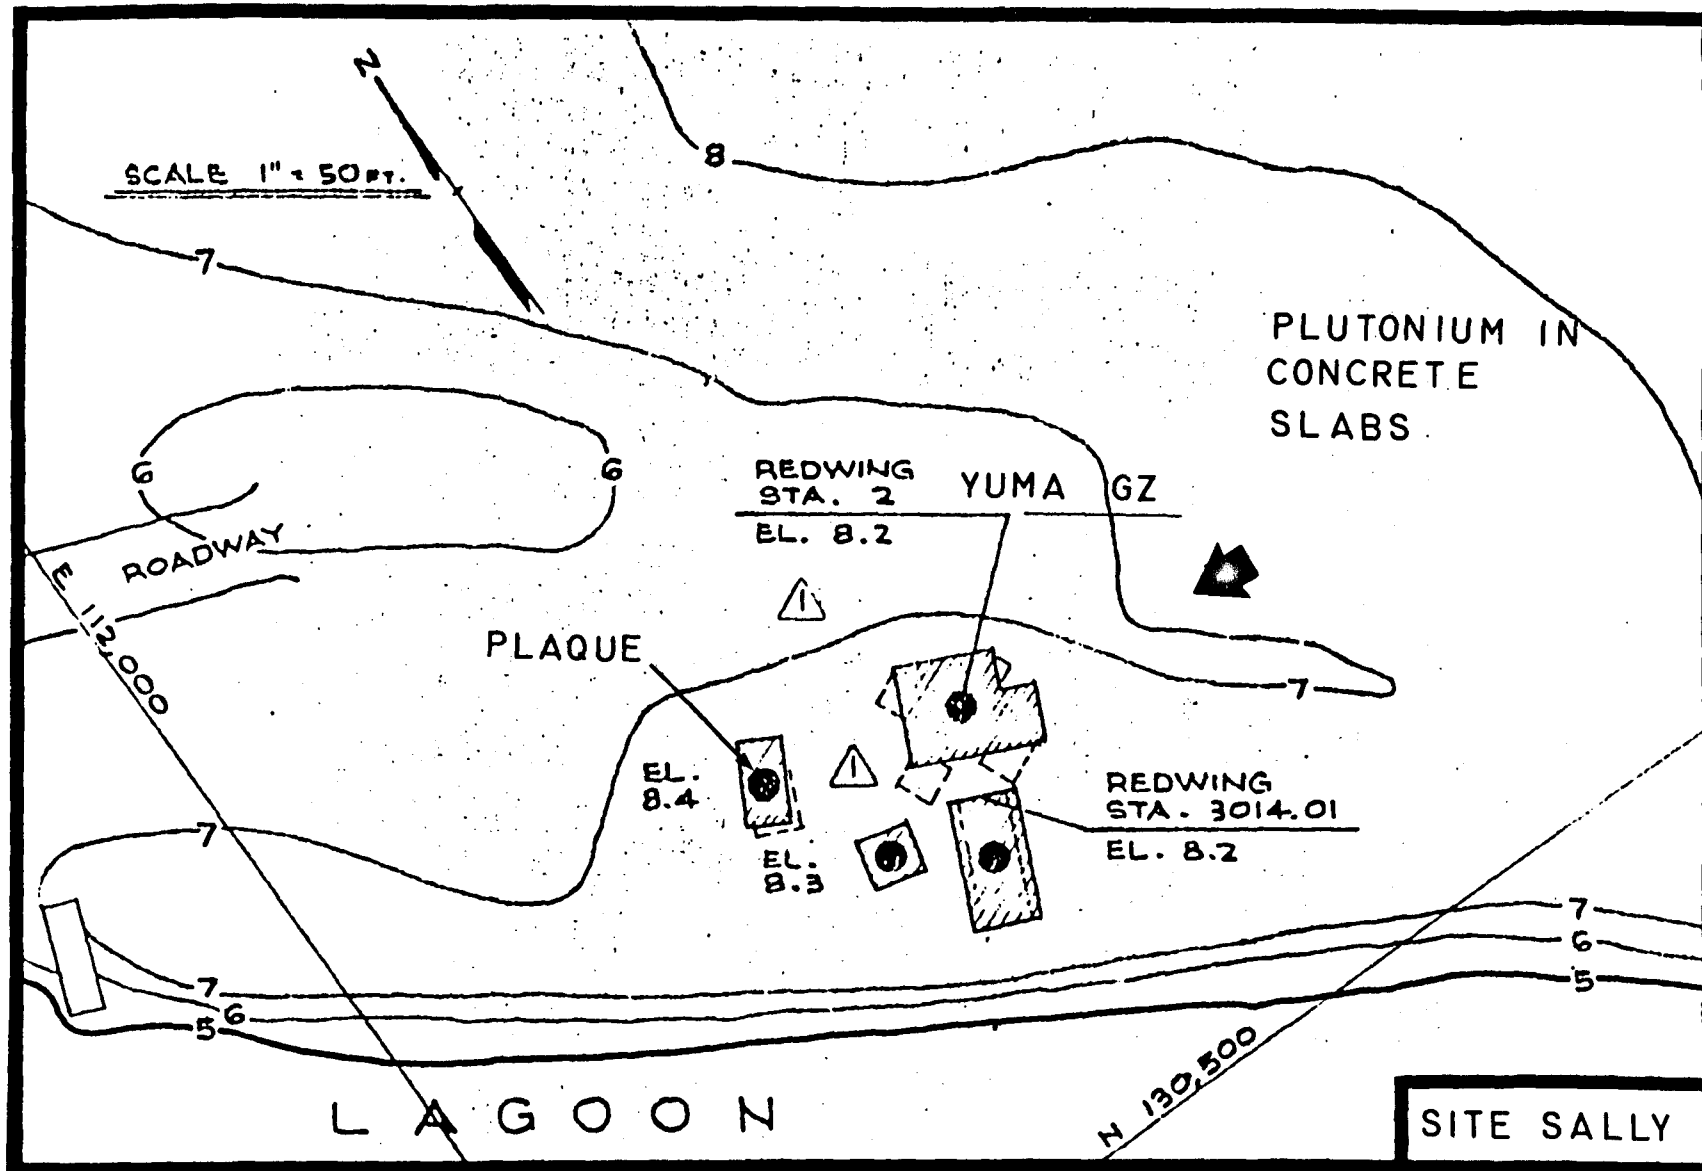 N
SCALE 1" = 50 FT.
8
7
PLUTONIUM IN
CONCRETE
SLABS
7
6
6
REDWING
STA. 2
EL. 8.2
YUMA GZ
ROADWAY
E 112,000
1
PLAQUE
7
EL.
8.4
1
REDWING
STA. 3014.01
EL. 8.2
7
EL.
8.3
7
6
5
7
6
5
N 130,500
LAGOON
SITE SALLY